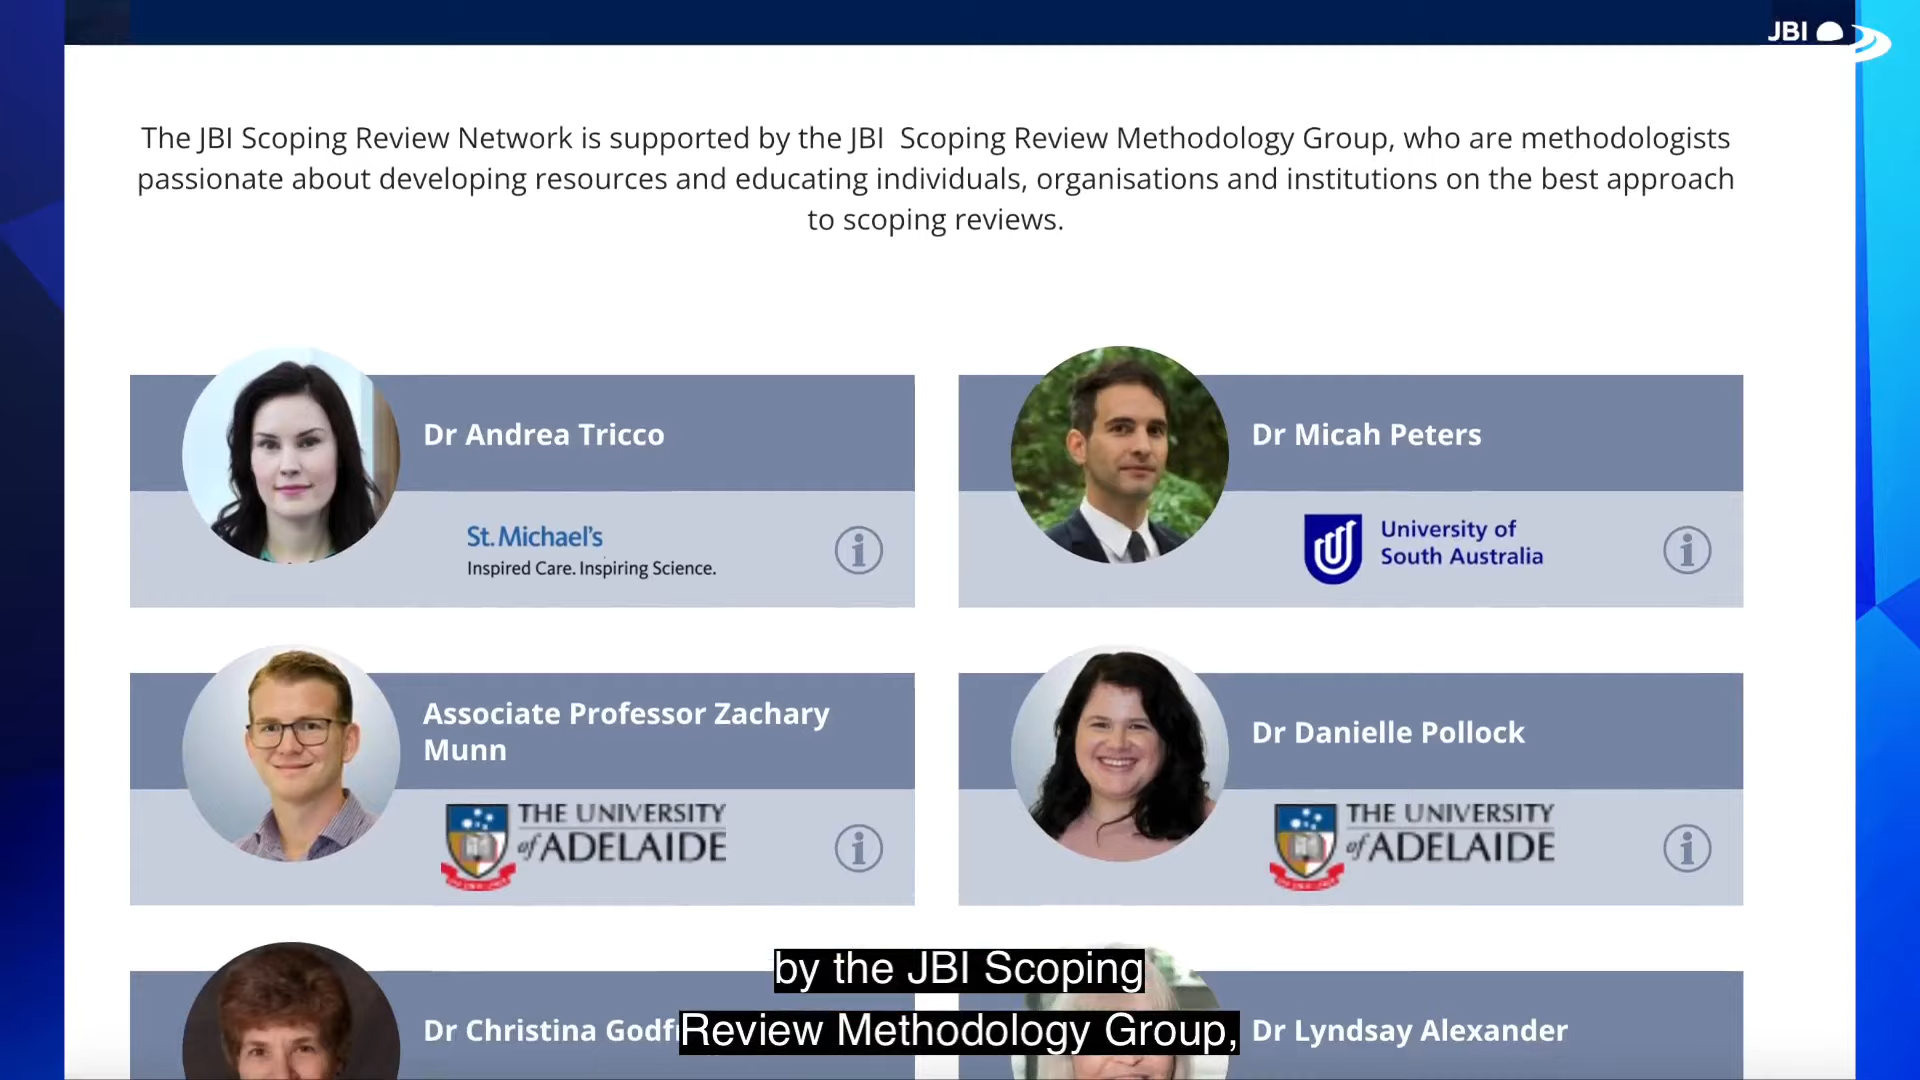 JBI
The JBI Scoping Review Network is supported by the JBI Scoping Review Methodology Group, who are methodologists
passionate about developing resources and educating individuals, organisations and institutions on the best approach
to scoping reviews.
Dr Andrea Tricco
St. Michael's
Inspired Care. Inspiring Science.
Dr Micah Peters
University of
South Australia
Associate Professor Zachary
Munn
THE UNIVERSITY
of ADELAIDE
Dr Danielle Pollock
THE UNIVERSITY
of ADELAIDE
Dr Christina
Dr Lyndsay Alexander
by the JBI Scoping
Review Methodology Group,